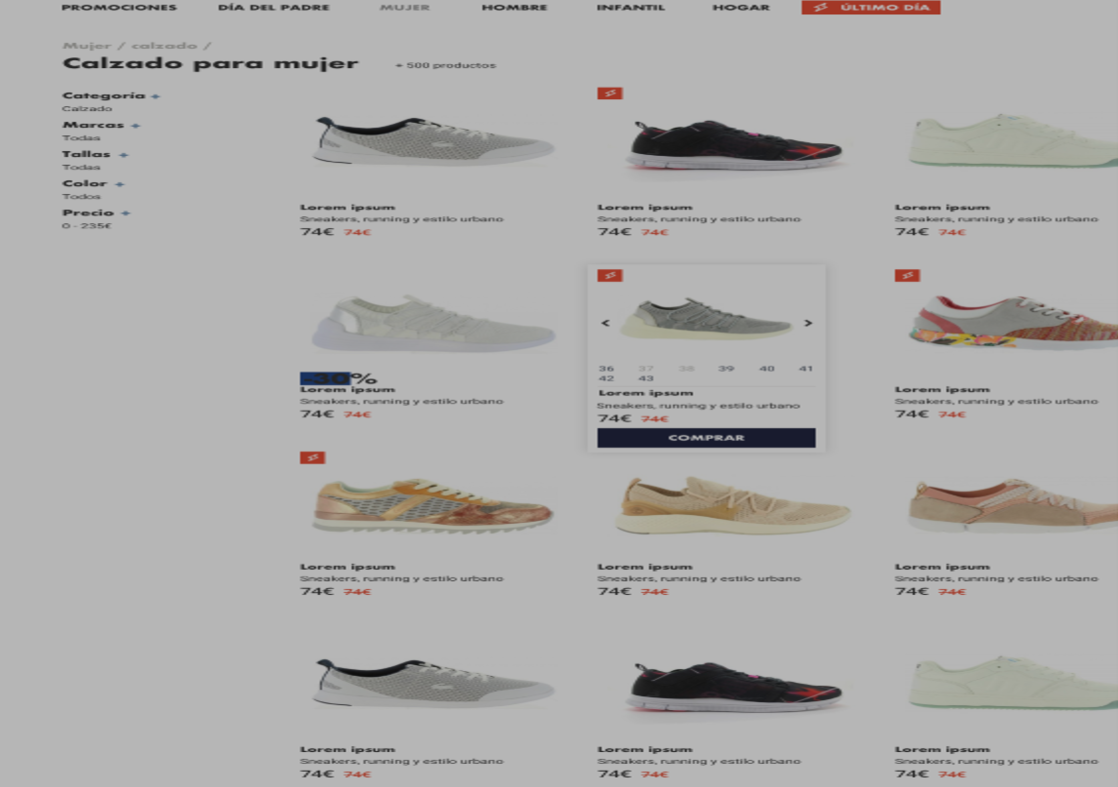 PROMOCIONES DÍA DEL PADRE MUJER HOMBRE INFANTIL HOGAR ÚLTIMO DÍA
Mujer / calzado /
Calzado para mujer + 500 productos
Categoría +
Calzado
Marcas +
Todas
Tallas +
Todas
Color +
Todos
Precio +
0 - 235€
Lorem ipsum Lorem ipsum Lorem ipsum
Sneakers, running y estilo urbano Sneakers, running y estilo urbano Sneakers, running y estilo urbano
74€ 74€ 74€ 74€ 74€ 74€
-30%
Lorem ipsum
Sneakers, running y estilo urbano
74€ 74€
< >
36 37 38 39 40 41
42 43
Lorem ipsum
Sneakers, running y estilo urbano
74€ 74€
COMPRAR
Lorem ipsum
Sneakers, running y estilo urbano
74€ 74€
Lorem ipsum Lorem ipsum Lorem ipsum
Sneakers, running y estilo urbano Sneakers, running y estilo urbano Sneakers, running y estilo urbano
74€ 74€ 74€ 74€ 74€ 74€
Lorem ipsum Lorem ipsum Lorem ipsum
Sneakers, running y estilo urbano Sneakers, running y estilo urbano Sneakers, running y estilo urbano
74€ 74€ 74€ 74€ 74€ 74€